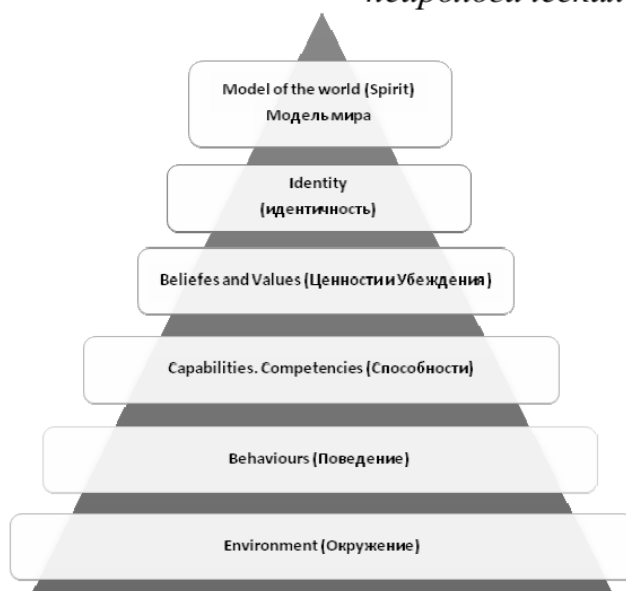 Model of the world (Spirit)
Модель мира
Identity
(идентичность)
Beliefes and Values (Ценности и Убеждения)
Capabilities. Competencies (Способности)
Behaviours (Поведение)
Environment (Окружение)